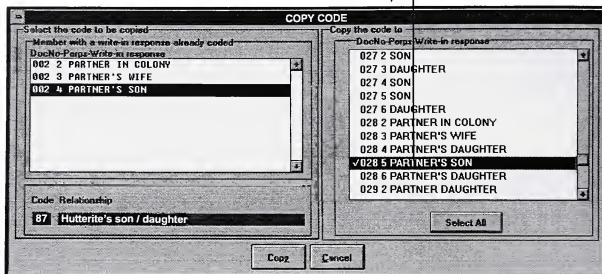 COPY CODE
Select the code to be copied
Member with a write-in response already coded
DocNo-Persz-Write-in response
002 2 PARTNER IN COLONY
002 3 PARTNER'S WIFE
002 4 PARTNER'S SON
Code Relationship
87 Hutterite's son / daughter
Copy the code to
DocNo-Persz-Write-in response
027 2 SON
027 3 DAUGHTER
027 4 SON
027 5 SON
027 6 DAUGHTER
028 2 PARTNER IN COLONY
028 3 PARTNER'S WIFE
028 4 PARTNER'S DAUGHTER
✓028 5 PARTNER'S SON
028 6 PARTNER'S DAUGHTER
029 2 PARTNER DAUGHTER
Select All
Copy Cancel